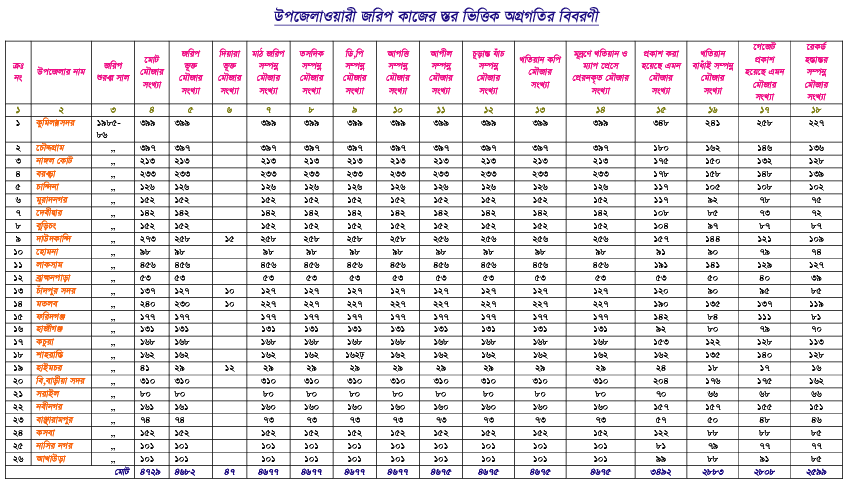 উপজেলাওয়ারী জরিপ কাজের স্তর ভিত্তিক অগ্রগতির বিবরণী
ক্রঃ নং উপজেলার নাম জরিপ শুরুর সাল মোট মৌজার সংখ্যা জরিপ ভুক্ত মৌজার সংখ্যা দিয়ারা ভুক্ত মৌজার সংখ্যা মাঠ জরিপ সম্পন্ন মৌজার সংখ্যা তসদিক সম্পন্ন মৌজার সংখ্যা ডি,পি সম্পন্ন মৌজার সংখ্যা আপত্তি সম্পন্ন মৌজার সংখ্যা আপীল সম্পন্ন মৌজার সংখ্যা চূড়ান্ত যাঁচ সম্পন্ন মৌজার সংখ্যা খতিয়ান কপি মৌজার সংখ্যা মুদ্রণে খতিয়ান ও ম্যাপ প্রেসে প্রেরনকৃত মৌজার সংখ্যা প্রকাশ করা হয়েছে এমন মৌজার সংখ্যা খতিয়ান বাধাঁই সম্পন্ন মৌজার সংখ্যা গেজেট প্রকাশ হয়েছে এমন মৌজার সংখ্যা রেকর্ড হস্তান্তর সম্পন্ন মৌজার সংখ্যা
১ ২ ৩ ৪ ৫ ৬ ৭ ৮ ৯ ১০ ১১ ১২ ১৩ ১৪ ১৫ ১৬ ১৭ ১৮
১ কুমিল্লাসদর ১৯৮৫-৮৬ ৩৯৯ ৩৯৯ ৩৯৯ ৩৯৯ ৩৯৯ ৩৯৯ ৩৯৯ ৩৯৯ ৩৯৯ ৩৯৯ ৩৪৮ ২৪১ ২৫৮ ২২৭
২ চৌদ্দগ্রাম ,, ৩৯৭ ৩৯৭ ৩৯৭ ৩৯৭ ৩৯৭ ৩৯৭ ৩৯৭ ৩৯৭ ৩৯৭ ৩৯৭ ১৮০ ১৬২ ১৪৬ ১৩৬
৩ নাঙ্গল কোট ,, ২১৩ ২১৩ ২১৩ ২১৩ ২১৩ ২১৩ ২১৩ ২১৩ ২১৩ ২১৩ ১৭৫ ১৫০ ১৩২ ১২৮
৪ বরুড়া ,, ২৩৩ ২৩৩ ২৩৩ ২৩৩ ২৩৩ ২৩৩ ২৩৩ ২৩৩ ২৩৩ ২৩৩ ১৭৮ ১৫৮ ১৪৮ ১৩৯
৫ চান্দিনা ,, ১২৬ ১২৬ ১২৬ ১২৬ ১২৬ ১২৬ ১২৬ ১২৬ ১২৬ ১২৬ ১১৭ ১০৫ ১০৮ ১০২
৬ মুরাদনগর ,, ১৫২ ১৫২ ১৫২ ১৫২ ১৫২ ১৫২ ১৫২ ১৫২ ১৫২ ১৫২ ১১৭ ৯২ ৭৮ ৭৫
৭ দেবীদ্বার ,, ১৪২ ১৪২ ১৪২ ১৪২ ১৪২ ১৪২ ১৪২ ১৪২ ১৪২ ১৪২ ১০৮ ৮৫ ৭৩ ৭২
৮ বুড়িচং ,, ১৫২ ১৫২ ১৫২ ১৫২ ১৫২ ১৫২ ১৫২ ১৫২ ১৫২ ১৫২ ১০৪ ৯৭ ৮৭ ৮৭
৯ দাউদকান্দি ,, ২৭৩ ২৫৮ ১৫ ২৫৮ ২৫৮ ২৫৮ ২৫৮ ২৫৬ ২৫৬ ২৫৬ ২৫৬ ১৫৭ ১৪৪ ১২১ ১০৯
১০ হোমনা ,, ৯৮ ৯৮ ৯৮ ৯৮ ৯৮ ৯৮ ৯৮ ৯৮ ৯৮ ৯৮ ৯১ ৯০ ৭৯ ৭৪
১১ লাকসাম ,, ৪৫৬ ৪৫৬ ৪৫৬ ৪৫৬ ৪৫৬ ৪৫৬ ৪৫৬ ৪৫৬ ৪৫৬ ৪৫৬ ১৯১ ১৪১ ১২৯ ১২৭
১২ ব্রাহ্মনপাড়া ,, ৫৩ ৫৩ ৫৩ ৫৩ ৫৩ ৫৩ ৫৩ ৫৩ ৫৩ ৫৩ ৫৩ ৫০ ৪০ ৩৯
১৩ চাঁদপুর সদর ,, ১৩৭ ১২৭ ১০ ১২৭ ১২৭ ১২৭ ১২৭ ১২৭ ১২৭ ১২৭ ১২৭ ১২০ ৯০ ৯৫ ৮৫
১৪ মতলব ,, ২৪০ ২৩০ ১০ ২২৭ ২২৭ ২২৭ ২২৭ ২২৭ ২২৭ ২২৭ ২২৭ ১৯০ ১৩৫ ১৩৭ ১১৯
১৫ ফরিদগঞ্জ ,, ১৭৭ ১৭৭ ১৭৭ ১৭৭ ১৭৭ ১৭৭ ১৭৭ ১৭৭ ১৭৭ ১৭৭ ১৪২ ৮৪ ১১১ ৮১
১৬ হাজীগঞ্জ ,, ১৩১ ১৩১ ১৩১ ১৩১ ১৩১ ১৩১ ১৩১ ১৩১ ১৩১ ১৩১ ৯২ ৮০ ৭৯ ৭০
১৭ কচুয়া ,, ১৬৮ ১৬৮ ১৬৮ ১৬৮ ১৬৮ ১৬৮ ১৬৮ ১৬৮ ১৬৮ ১৬৮ ১৫৩ ১২২ ১২৮ ১১৩
১৮ শাহরাস্তি ,, ১৬২ ১৬২ ১৬২ ১৬২ ১৬২ঢ় ১৬২ ১৬২ ১৬২ ১৬২ ১৬২ ১৬২ ১৩৫ ১৪০ ১২৮
১৯ হাইমচর ,, ৪১ ২৯ ১২ ২৯ ২৯ ২৯ ২৯ ২৯ ২৯ ২৯ ২৯ ২৪ ১৮ ১৭ ১৬
২০ বি,বাড়ীয়া সদর ,, ৩১০ ৩১০ ৩১০ ৩১০ ৩১০ ৩১০ ৩১০ ৩১০ ৩১০ ৩১০ ২০৪ ১৭৬ ১৭৫ ১৬২
২১ সরাইল ,, ৮০ ৮০ ৮০ ৮০ ৮০ ৮০ ৮০ ৮০ ৮০ ৮০ ৭০ ৬৬ ৬৮ ৬৬
২২ নবীনগর ,, ১৬১ ১৬১ ১৬০ ১৬০ ১৬০ ১৬০ ১৬০ ১৬০ ১৬০ ১৬০ ১৫৭ ১৫৭ ১৫৫ ১৫১
২৩ বাঞ্ছারামপুর ,, ৭৪ ৭৪ ৭৩ ৭৩ ৭৩ ৭৩ ৭৩ ৭৩ ৭৩ ৭৩ ৫৭ ৫০ ৪৮ ৪৬
২৪ কসবা ,, ১৫২ ১৫২ ১৫২ ১৫২ ১৫২ ১৫২ ১৫২ ১৫২ ১৫২ ১৫২ ১২২ ৮৮ ৮৮ ৮৫
২৫ নাসির নগর ,, ১০১ ১০১ ১০১ ১০১ ১০১ ১০১ ১০১ ১০১ ১০১ ১০১ ৮১ ৭৯ ৭৭ ৭৭
২৬ আখাউড়া ,, ১০১ ১০১ ১০১ ১০১ ১০১ ১০১ ১০১ ১০১ ১০১ ১০১ ৯৯ ৮৮ ৯১ ৮৫
মোট ৪৭২৯ ৪৬৮২ ৪৭ ৪৬৭৭ ৪৬৭৭ ৪৬৭৭ ৪৬৭৭ ৪৬৭৫ ৪৬৭৫ ৪৬৭৫ ৪৬৭৫ ৩৪৯২ ২৮৮৩ ২৮০৮ ২৫৯৯